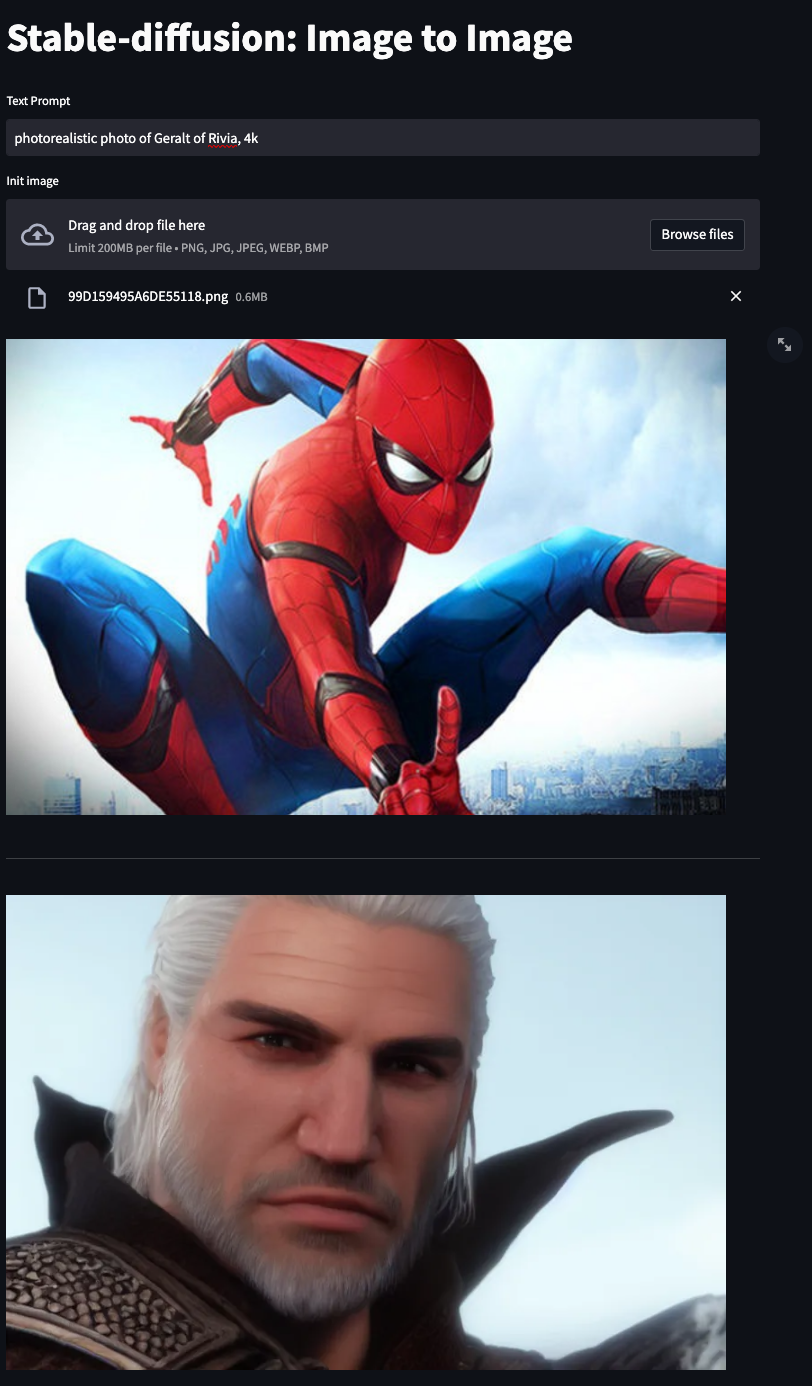 Stable-diffusion: Image to Image
Text Prompt
photorealistic photo of Geralt of Rivia, 4k
Init image
Drag and drop file here
Limit 200MB per file • PNG, JPG, JPEG, WEBP, BMP
Browse files
99D159495A6DE55118.png 0.6MB